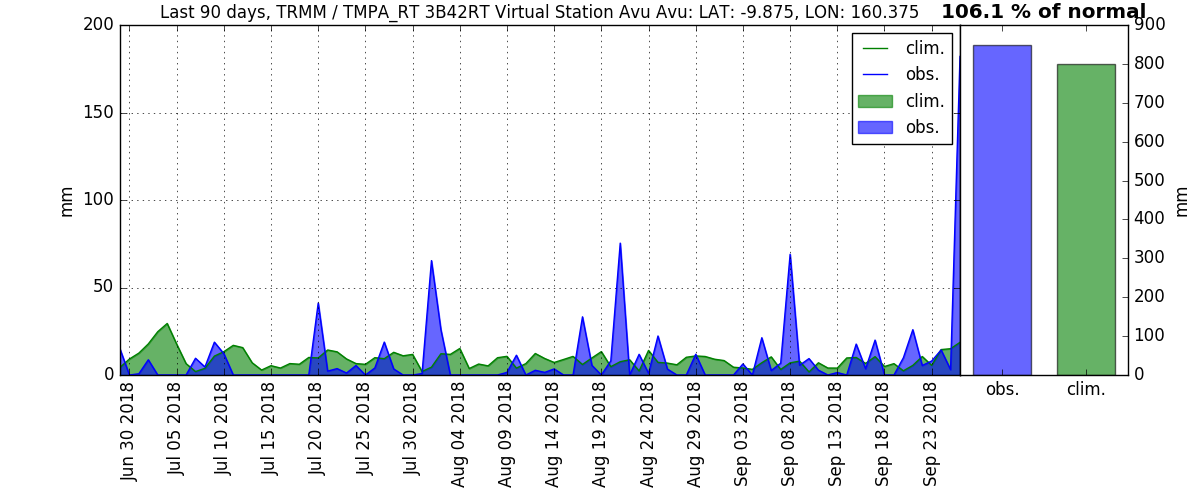 Last 90 days, TRMM / TMPA_RT 3B42RT Virtual Station Avu Avu: LAT: -9.875, LON: 160.375
106.1 % of normal
200
150
100
50
0
mm
clim.
obs.
clim.
obs.
900
800
700
600
500
400
300
200
100
0
mm
Jun 30 2018
Jul 05 2018
Jul 10 2018
Jul 15 2018
Jul 20 2018
Jul 25 2018
Jul 30 2018
Aug 04 2018
Aug 09 2018
Aug 14 2018
Aug 19 2018
Aug 24 2018
Aug 29 2018
Sep 03 2018
Sep 08 2018
Sep 13 2018
Sep 18 2018
Sep 23 2018
obs.
clim.